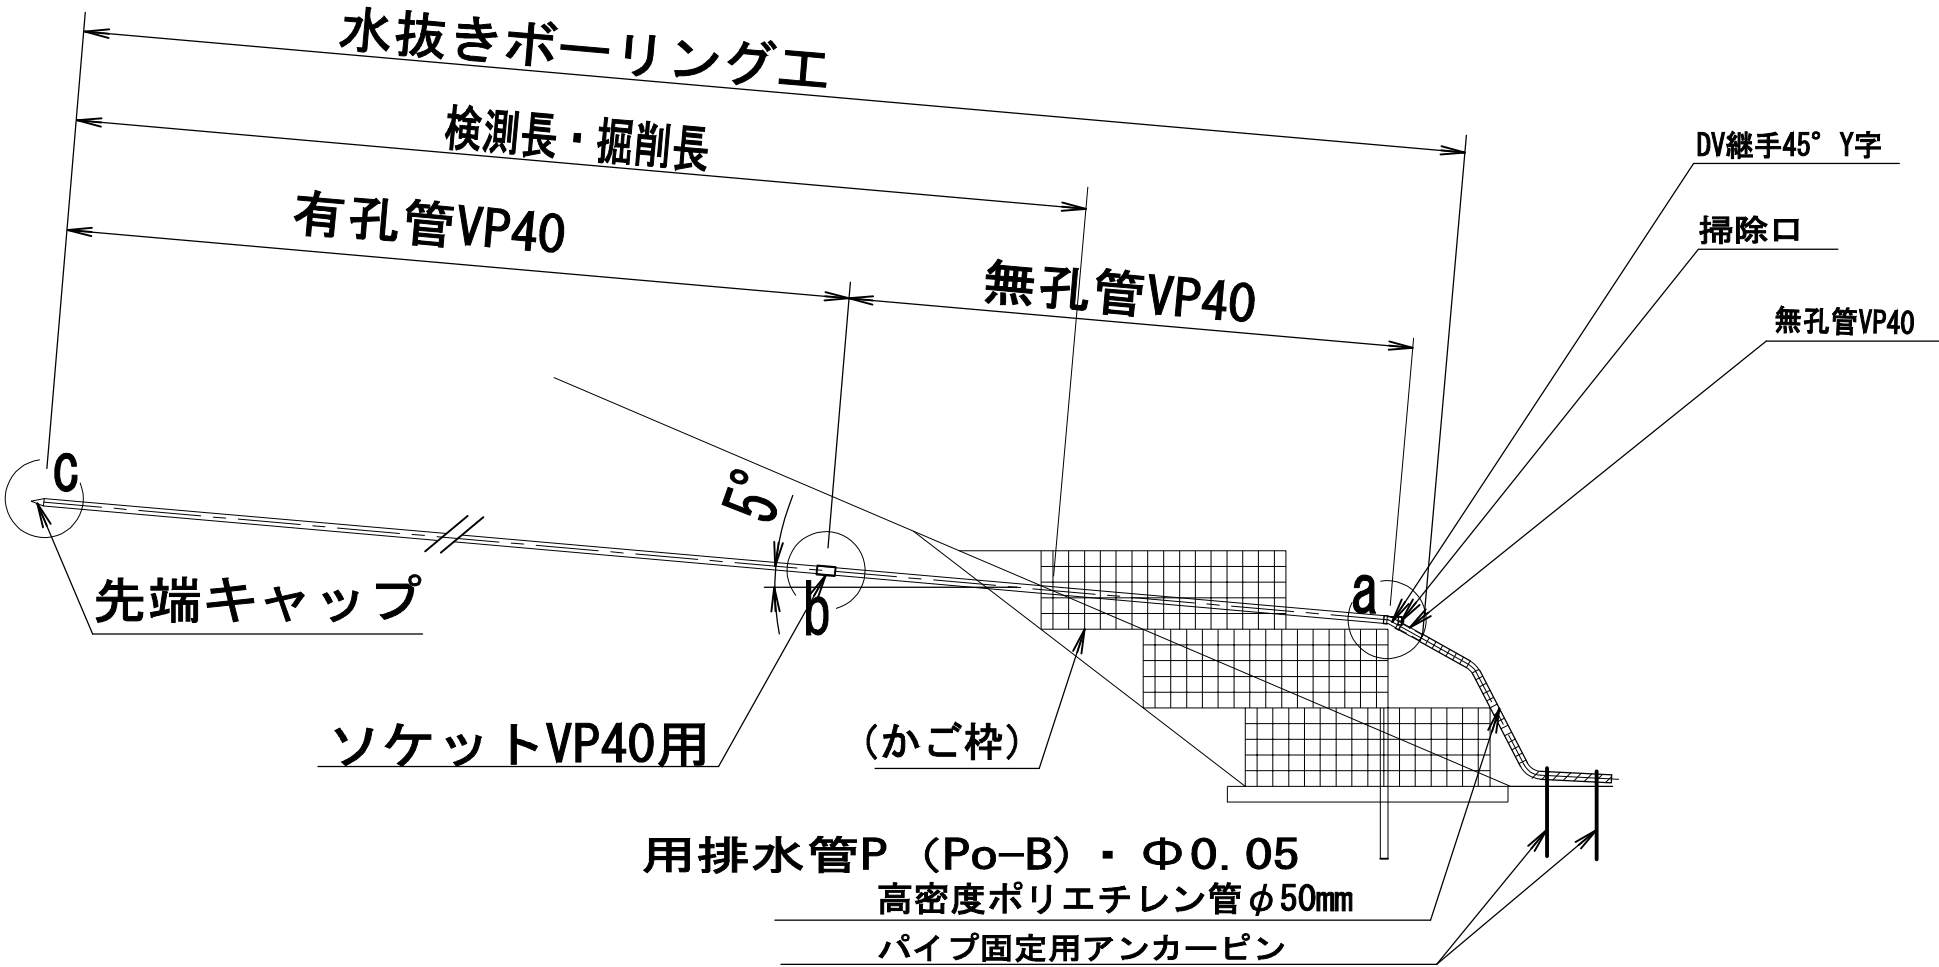 水抜きボーリング工
検測長・掘削長
DV継手45°Y字
有孔管VP40
掃除口
無孔管VP40
無孔管VP40
c
5°
先端キャップ
b
a
ソケットVP40用
(かご枠)
用排水管P (Po-B)・Φ0.05
高密度ポリエチレン管φ50mm
パイプ固定用アンカーピン